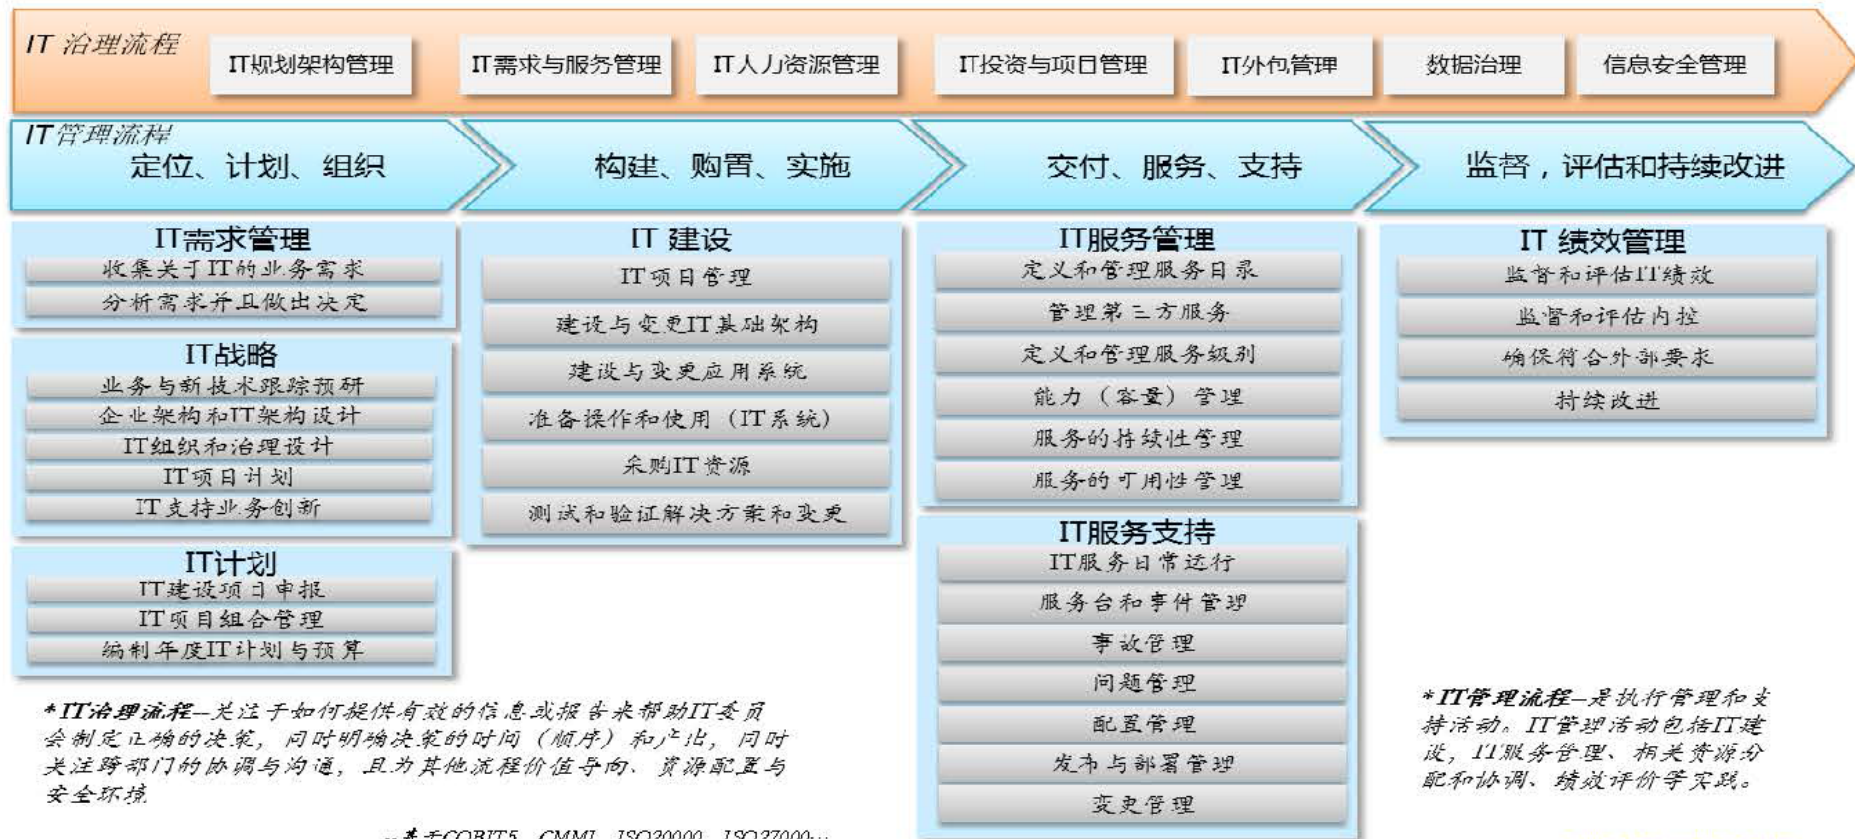 IT 治理流程
IT规划架构管理
IT需求与服务管理
IT人力资源管理
IT投资与项目管理
IT外包管理
数据治理
信息安全管理
IT管理流程
定位、计划、组织
构建、购置、实施
交付、服务、支持
监督，评估和持续改进
IT需求管理
收集关于IT的业务需求
分析需求并且做出决定
IT战略
业务与新技术跟踪预研
企业架构和IT架构设计
IT组织和治理设计
IT项目计划
IT支持业务创新
IT计划
IT建设项目申报
IT项目组合管理
编制年度IT计划与预算
IT 建设
IT项目管理
建设与变更IT基础架构
建设与变更应用系统
准备操作和使用（IT系统）
采购IT资源
测试和验证解决方案和变更
IT服务管理
定义和管理服务目录
管理第三方服务
定义和管理服务级别
能力（容量）管理
服务的持续性管理
服务的可用性管理
IT服务支持
IT服务日常运行
服务台和事件管理
事故管理
问题管理
配置管理
发布与部署管理
变更管理
IT 绩效管理
监督和评估IT绩效
监督和评估内控
确保符合外部要求
持续改进
*IT治理流程–关注于如何提供有效的信息或报告来帮助IT委员
会制定正确的决策，同时明确决策的时间（顺序）和产出，同时
关注跨部门的协调与沟通，且为其他流程价值导向、资源配置与
安全环境
--基于COBIT5、CMMI、ISO20000、ISO27000…
*IT管理流程–是执行管理和支
持活动。IT管理活动包括IT建
设，IT服务管理、相关资源分
配和协调、绩效评价等实践。